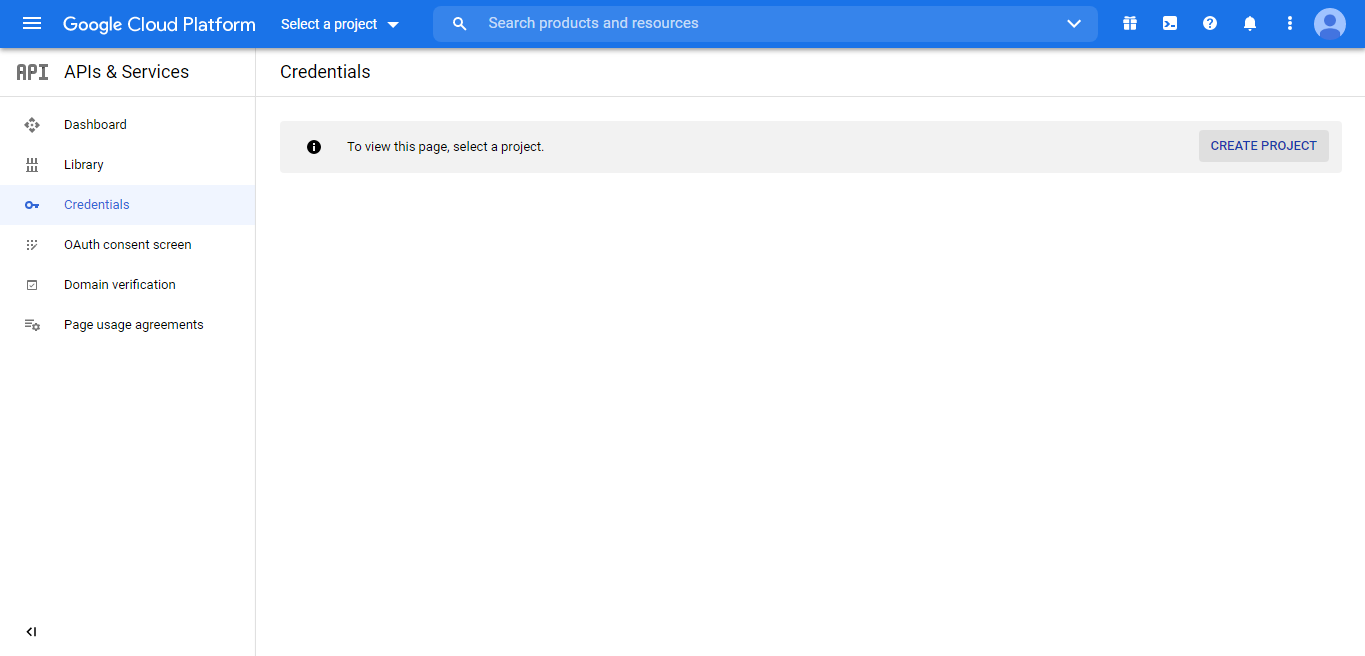 Google Cloud Platform
Select a project
Search products and resources
API APIs & Services
Credentials
Dashboard
Library
Credentials
OAuth consent screen
Domain verification
Page usage agreements
To view this page, select a project.
CREATE PROJECT